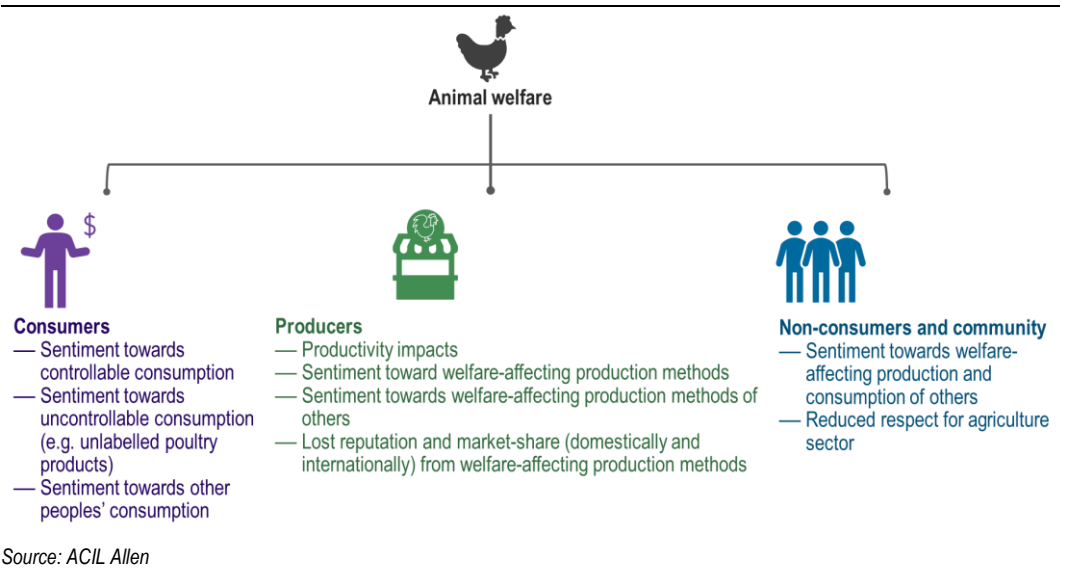 Animal welfare
$
Consumers
— Sentiment towards
controllable consumption
— Sentiment towards
uncontrollable consumption
(e.g. unlabelled poultry
products)
— Sentiment towards other
peoples’ consumption
Producers
— Productivity impacts
— Sentiment toward welfare-affecting production methods
— Sentiment towards welfare-affecting production methods of
others
— Lost reputation and market-share (domestically and
internationally) from welfare-affecting production methods
Non-consumers and community
— Sentiment towards welfare-
affecting production and
consumption of others
— Reduced respect for agriculture
sector
Source: ACIL Allen